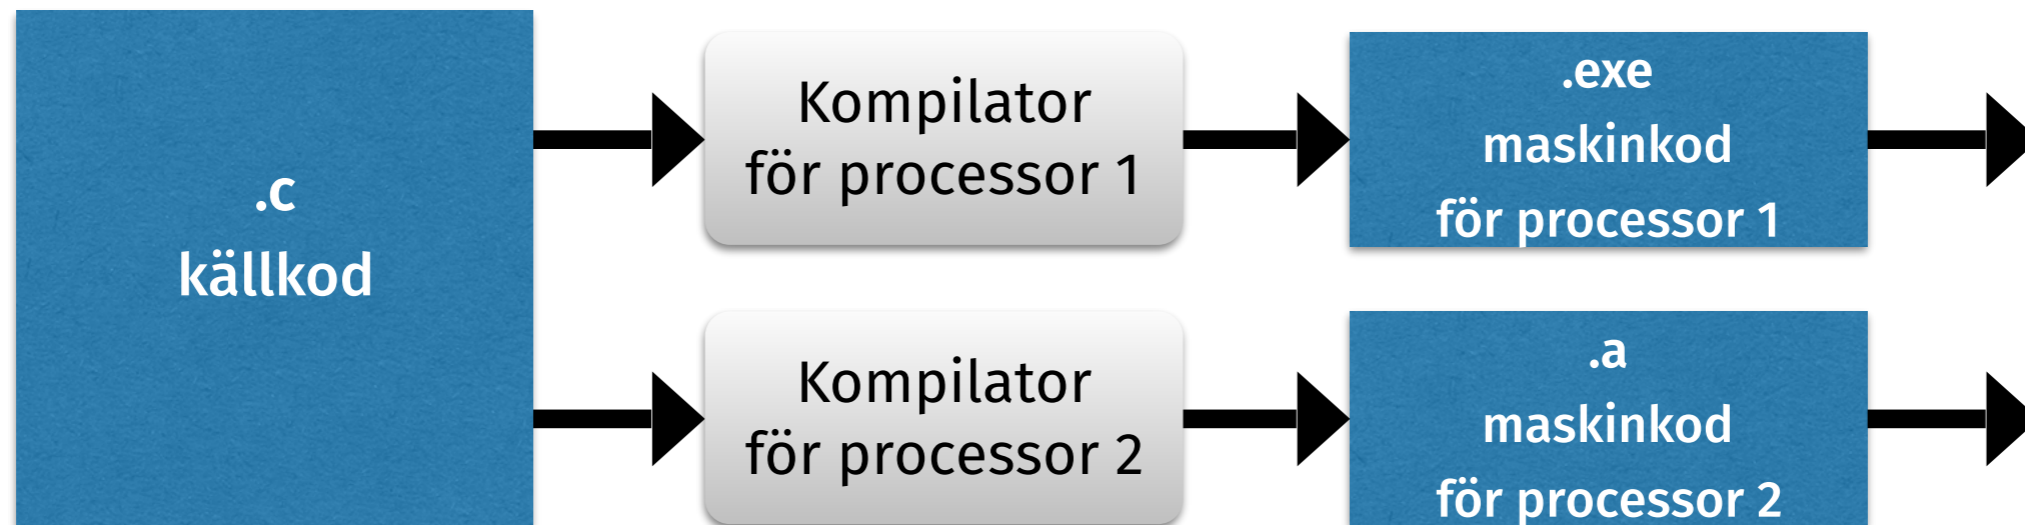 .c
källkod
Kompilator
för processor 1
.exe
maskinkod
för processor 1
Kompilator
för processor 2
.a
maskinkod
för processor 2